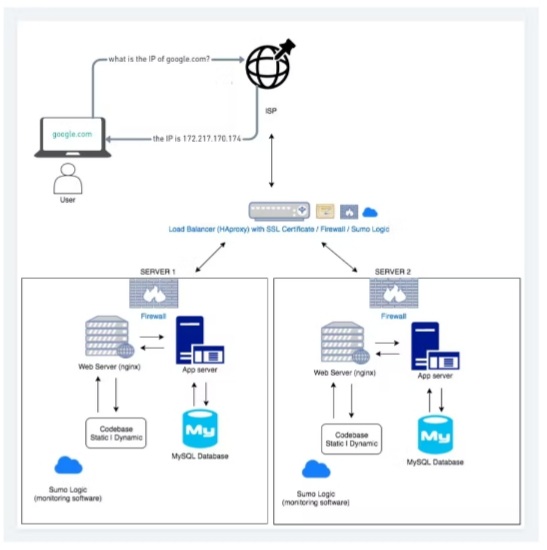 what is the IP of google.com?
ISP
google.com
the IP is 172.217.170.174
User
Load Balancer (HAproxy) with SSL Certificate / Firewall / Sumo Logic
SERVER 1
Firewall
Web Server (nginx)
App server
Codebase
Static I Dynamic
My
MySQL Database
Sumo Logic
(monitoring software)
SERVER 2
Firewall
Web Server (nginx)
App server
Codebase
Static I Dynamic
My
MySQL Database
Sumo Logic
(monitoring software)